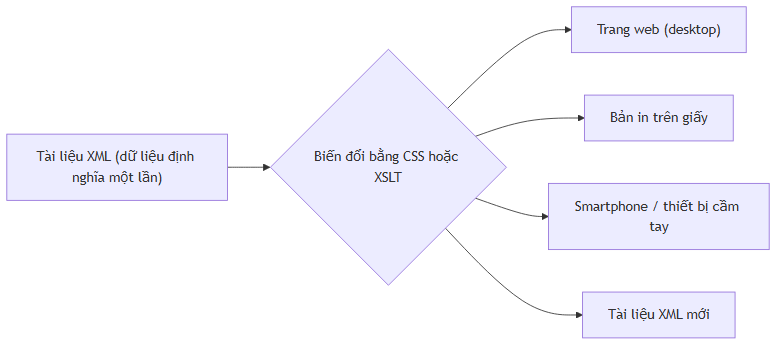 Tài liệu XML (dữ liệu định
nghĩa một lần)
Biến đổi bằng CSS hoặc
XSLT
Trang web (desktop)
Bản in trên giấy
Smartphone / thiết bị cầm
tay
Tài liệu XML mới